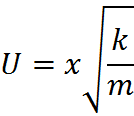 U = x√(k/m)